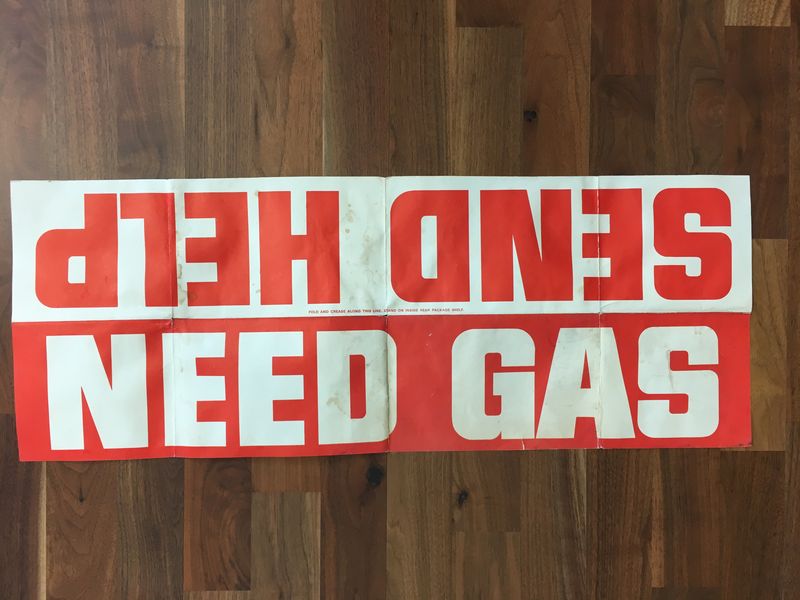 SEND HELP
FOLD AND CREASE ALONG THIS LINE. STAND ON INSIDE REAR PACKAGE SHELF.
NEED GAS